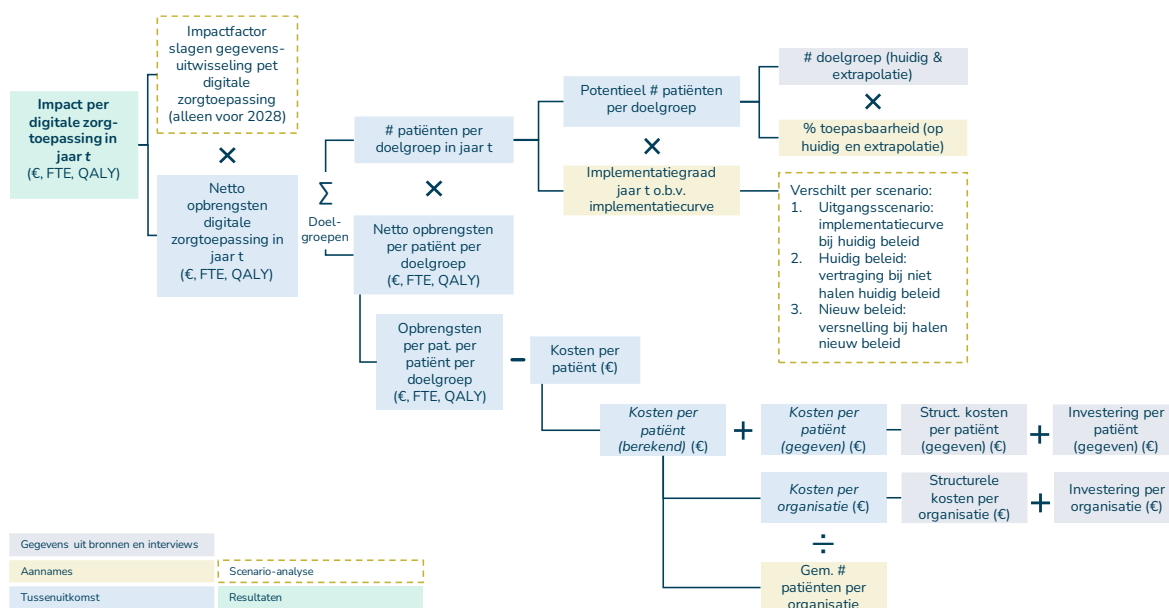 Impact per
digitale zorg-
toepassing in
jaar t
(€, FTE, QALY)
Impactfactor
slagen gegevens-
uitwisseling pet
digitale
zorgtoepassing
(alleen voor 2028)
×
Netto
opbrengsten
digitale
zorgtoepassing in
jaar t
(€, FTE, QALY)
∑
Doel-
groepen
# patiënten per
doelgroep in jaar t
×
Netto opbrengsten
per patiënt per
doelgroep
(€, FTE, QALY)
Opbrengsten
per pat. per
patiënt per
doelgroep
(€, FTE, QALY)
−
Kosten per
patiënt (€)
Potentieel # patiënten
per doelgroep
×
Implementatiegraad
jaar t o.b.v.
implementatiecurve
# doelgroep (huidig &
extrapolatie)
×
% toepasbaarheid (op
huidig en extrapolatie)
Verschilt per scenario:
1. Uitgangsscenario:
implementatiecurve
bij huidig beleid
2. Huidig beleid:
vertraging bij niet
halen huidig beleid
3. Nieuw beleid:
versnelling bij halen
nieuw beleid
Kosten per
patiënt
(berekend) (€)
+
Kosten per
patiënt
(gegeven) (€)
Struct. kosten
per patiënt
(gegeven) (€)
+
Investering per
patiënt
(gegeven) (€)
Kosten per
organisatie (€)
Structurele
kosten per
organisatie (€)
+
Investering per
organisatie (€)
÷
Gem. #
patiënten per
organisatie
Gegevens uit bronnen en interviews
Aannames
Scenario-analyse
Tussenuitkomst
Resultaten